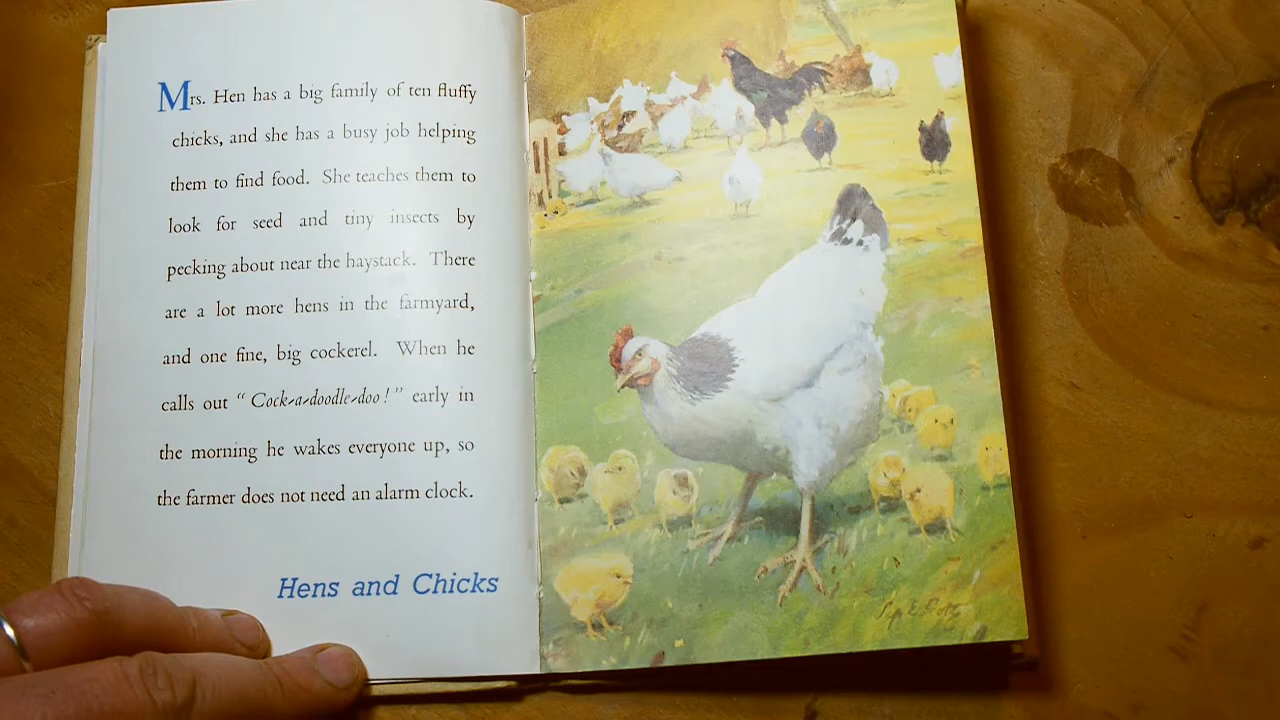 Mrs. Hen has a big family of ten fluffy
chicks, and she has a busy job helping
them to find food. She teaches them to
look for seed and tiny insects by
pecking about near the haystack. There
are a lot more hens in the farmyard,
and one fine, big cockerel. When he
calls out “Cock-a-doodle-doo!” early in
the morning he wakes everyone up, so
the farmer does not need an alarm clock.
Hens and Chicks